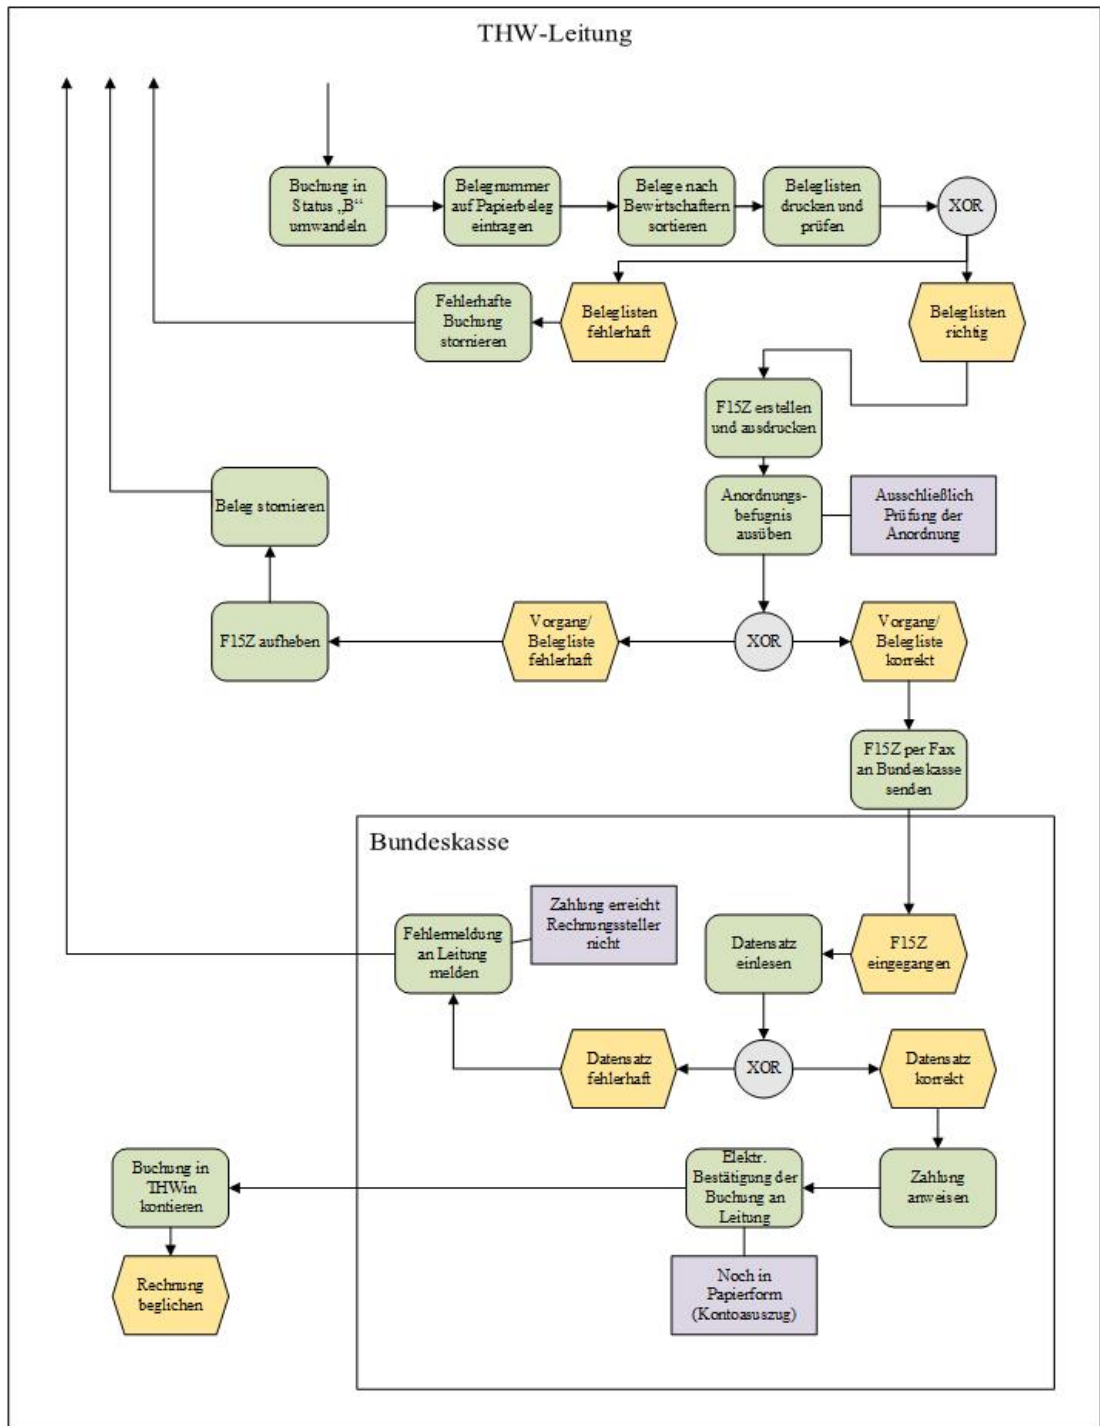 THW-Leitung
Buchung in
Status „B“
umwandeln
Belegnummer
auf Papierbeleg
eintragen
Belege nach
Bewirtschaftern
sortieren
Beleglisten
drucken und
prüfen
XOR
Fehlerhafte
Buchung
stornieren
Beleglisten
fehlerhaft
Beleglisten
richtig
F15Z erstellen
und ausdrucken
Beleg stornieren
Anordnungs-
befugnis
ausüben
Ausschließlich
Prüfung der
Anordnung
F15Z aufheben
Vorgang/
Belegliste
fehlerhaft
XOR
Vorgang/
Belegliste
korrekt
F15Z per Fax
an Bundeskasse
senden
Bundeskasse
Fehlermeldung
an Leitung
melden
Zahlung erreicht
Rechnungssteller
nicht
Datensatz
einlesen
F15Z
eingegangen
Datensatz
fehlerhaft
XOR
Datensatz
korrekt
Buchung in
THWin
kontieren
Elektr.
Bestätigung der
Buchung an
Leitung
Zahlung
anweisen
Rechnung
beglichen
Noch in
Papierform
(Kontoasuszug)